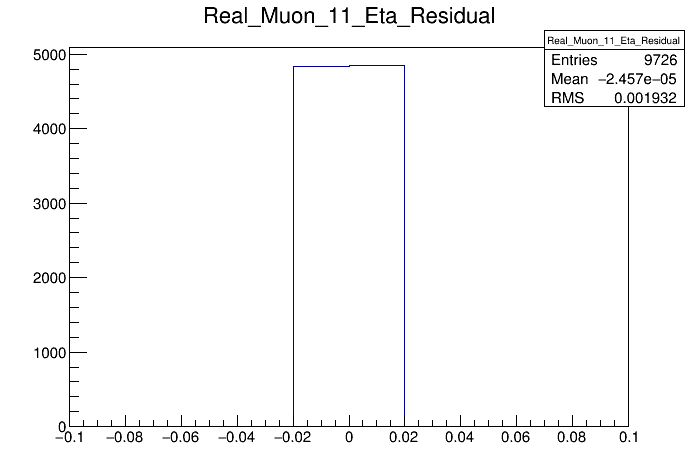 Real_Muon_11_Eta_Residual
Real_Muon_11_Eta_Residual
Entries 9726
Mean −2.457e−05
RMS 0.001932
5000
4000
3000
2000
1000
0
−0.1 −0.08 −0.06 −0.04 −0.02 0 0.02 0.04 0.06 0.08 0.1